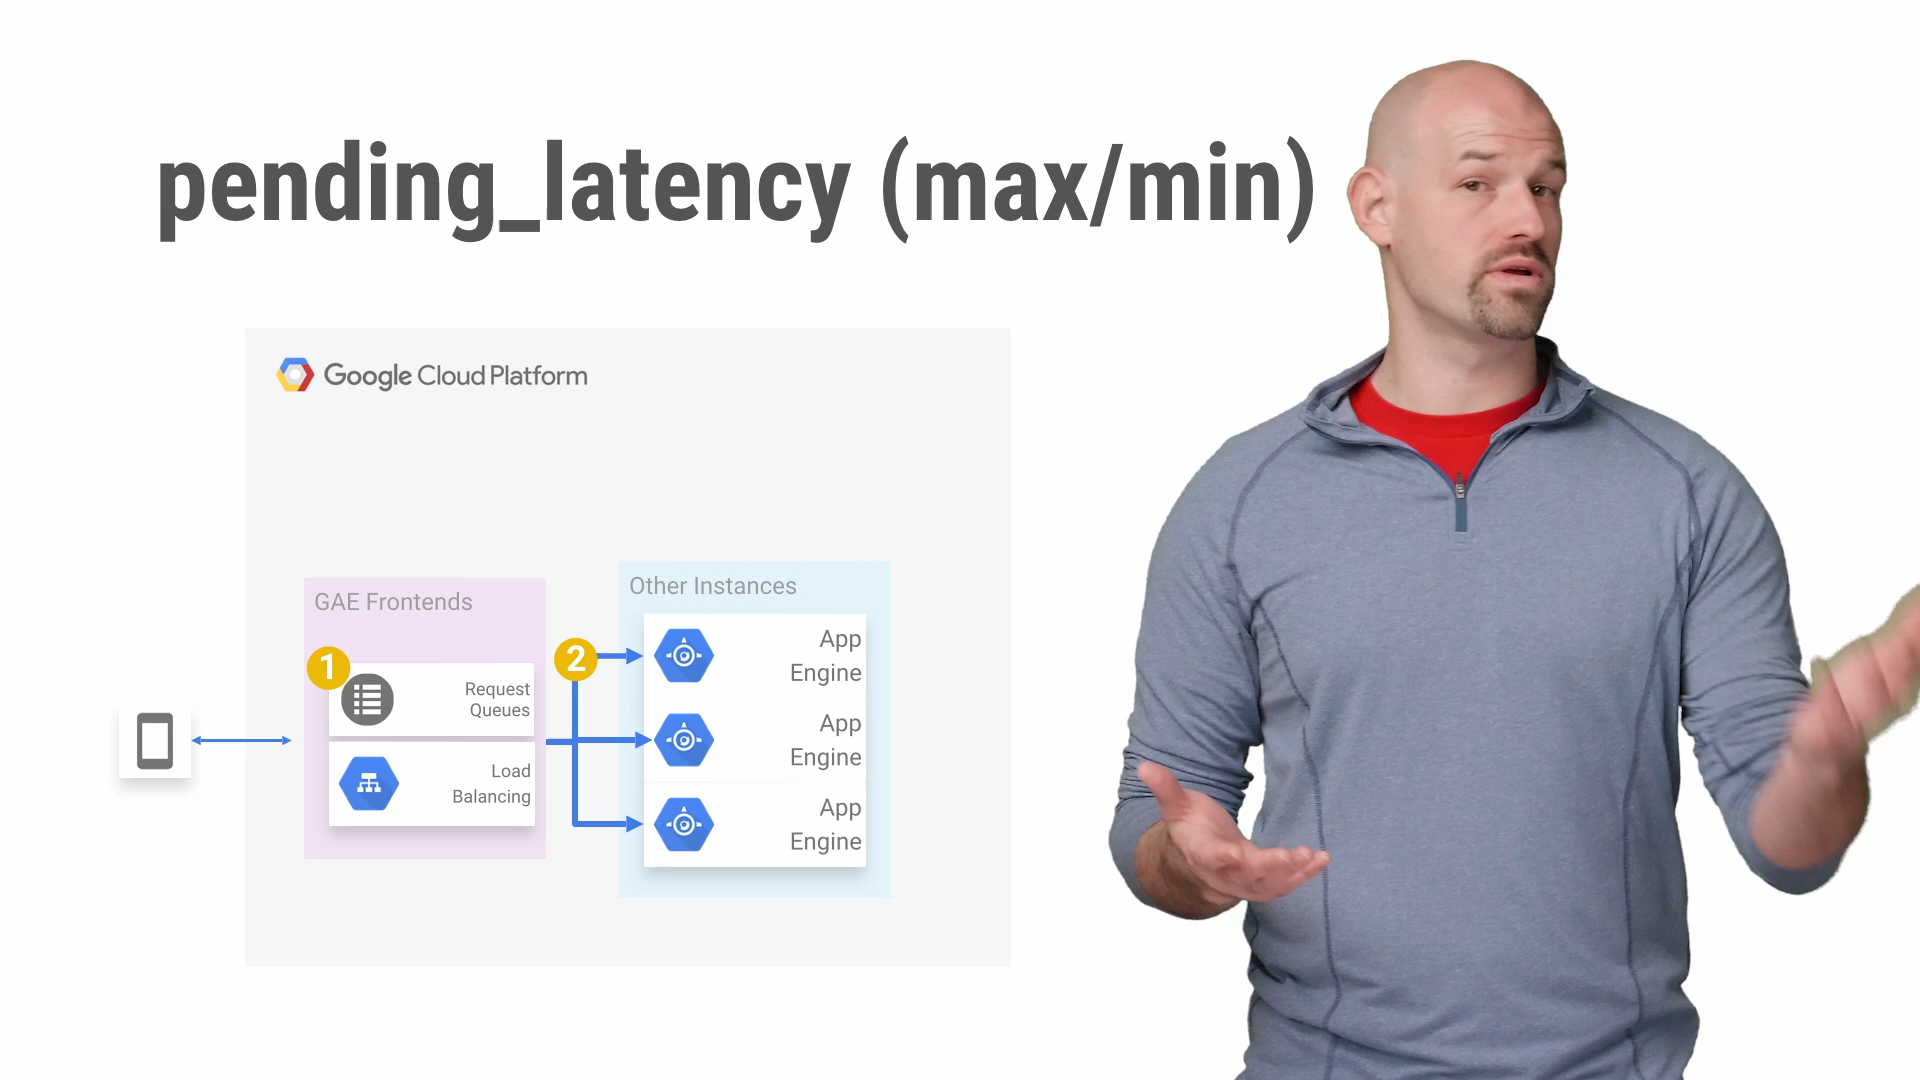 pending_latency (max/min)
Google Cloud Platform
GAE Frontends
1
Request
Queues
Load
Balancing
2
Other Instances
App
Engine
App
Engine
App
Engine